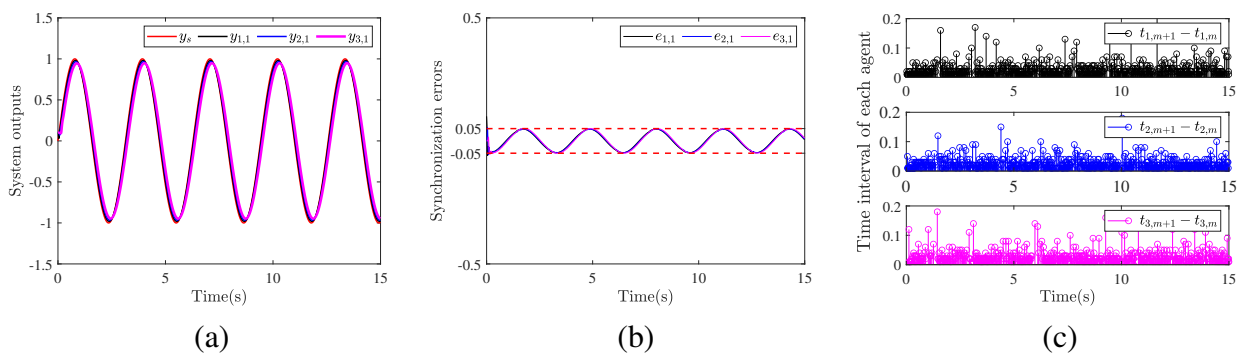 1.5
1
0.5
0
-0.5
-1
-1.5
System outputs
y_s y_{1,1} y_{2,1} y_{3,1}
0 5 10 15
Time(s)
(a)
0.5
0.05
-0.05
-0.5
Synchronization errors
e_{1,1} e_{2,1} e_{3,1}
0 5 10 15
Time(s)
(b)
Time interval of each agent
0.2
0.1
0
t_{1,m+1} − t_{1,m}
0 5 10 15
0.2
0.1
0
t_{2,m+1} − t_{2,m}
0 5 10 15
0.2
0.1
0
t_{3,m+1} − t_{3,m}
0 5 10 15
Time(s)
(c)